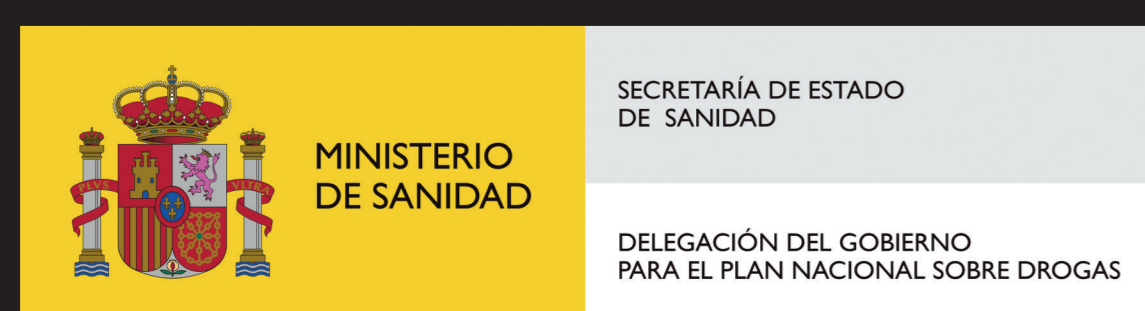 PLVS
VLTRA
MINISTERIO
DE SANIDAD
SECRETARÍA DE ESTADO
DE SANIDAD
DELEGACIÓN DEL GOBIERNO
PARA EL PLAN NACIONAL SOBRE DROGAS